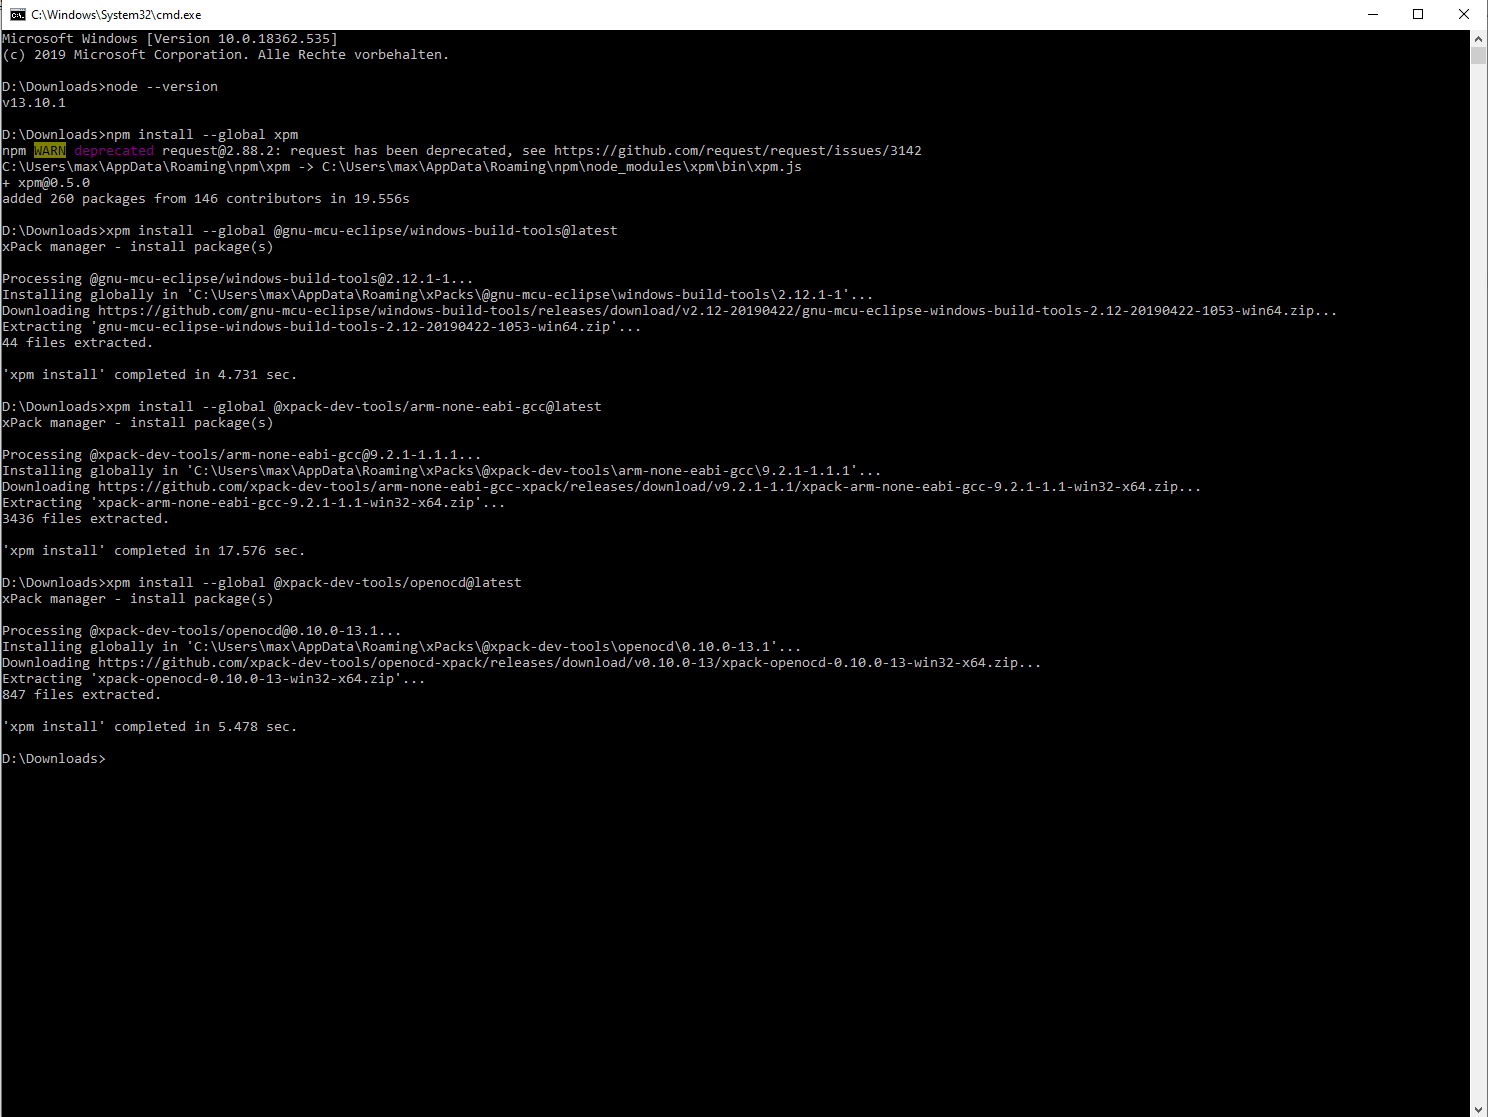 C:\Windows\System32\cmd.exe
Microsoft Windows [Version 10.0.18362.535]
(c) 2019 Microsoft Corporation. Alle Rechte vorbehalten.
D:\Downloads>node --version
v13.10.1
D:\Downloads>npm install --global xpm
npm WARN deprecated request@2.88.2: request has been deprecated, see https://github.com/request/request/issues/3142
C:\Users\max\AppData\Roaming\npm\xpm -> C:\Users\max\AppData\Roaming\npm\node_modules\xpm\bin\xpm.js
+ xpm@0.5.0
added 260 packages from 146 contributors in 19.556s
D:\Downloads>xpm install --global @gnu-mcu-eclipse/windows-build-tools@latest
xPack manager - install package(s)
Processing @gnu-mcu-eclipse/windows-build-tools@2.12.1-1...
Installing globally in 'C:\Users\max\AppData\Roaming\xPacks\@gnu-mcu-eclipse\windows-build-tools\2.12.1-1'...
Downloading https://github.com/gnu-mcu-eclipse/windows-build-tools/releases/download/v2.12-20190422/gnu-mcu-eclipse-windows-build-tools-2.12-20190422-1053-win64.zip...
Extracting 'gnu-mcu-eclipse-windows-build-tools-2.12-20190422-1053-win64.zip'...
44 files extracted.
'xpm install' completed in 4.731 sec.
D:\Downloads>xpm install --global @xpack-dev-tools/arm-none-eabi-gcc@latest
xPack manager - install package(s)
Processing @xpack-dev-tools/arm-none-eabi-gcc@9.2.1-1.1.1...
Installing globally in 'C:\Users\max\AppData\Roaming\xPacks\@xpack-dev-tools\arm-none-eabi-gcc\9.2.1-1.1.1'...
Downloading https://github.com/xpack-dev-tools/arm-none-eabi-gcc-xpack/releases/download/v9.2.1-1.1/xpack-arm-none-eabi-gcc-9.2.1-1.1-win32-x64.zip...
Extracting 'xpack-arm-none-eabi-gcc-9.2.1-1.1-win32-x64.zip'...
3436 files extracted.
'xpm install' completed in 17.576 sec.
D:\Downloads>xpm install --global @xpack-dev-tools/openocd@latest
xPack manager - install package(s)
Processing @xpack-dev-tools/openocd@0.10.0-13.1...
Installing globally in 'C:\Users\max\AppData\Roaming\xPacks\@xpack-dev-tools\openocd\0.10.0-13.1'...
Downloading https://github.com/xpack-dev-tools/openocd-xpack/releases/download/v0.10.0-13/xpack-openocd-0.10.0-13-win32-x64.zip...
Extracting 'xpack-openocd-0.10.0-13-win32-x64.zip'...
847 files extracted.
'xpm install' completed in 5.478 sec.
D:\Downloads>